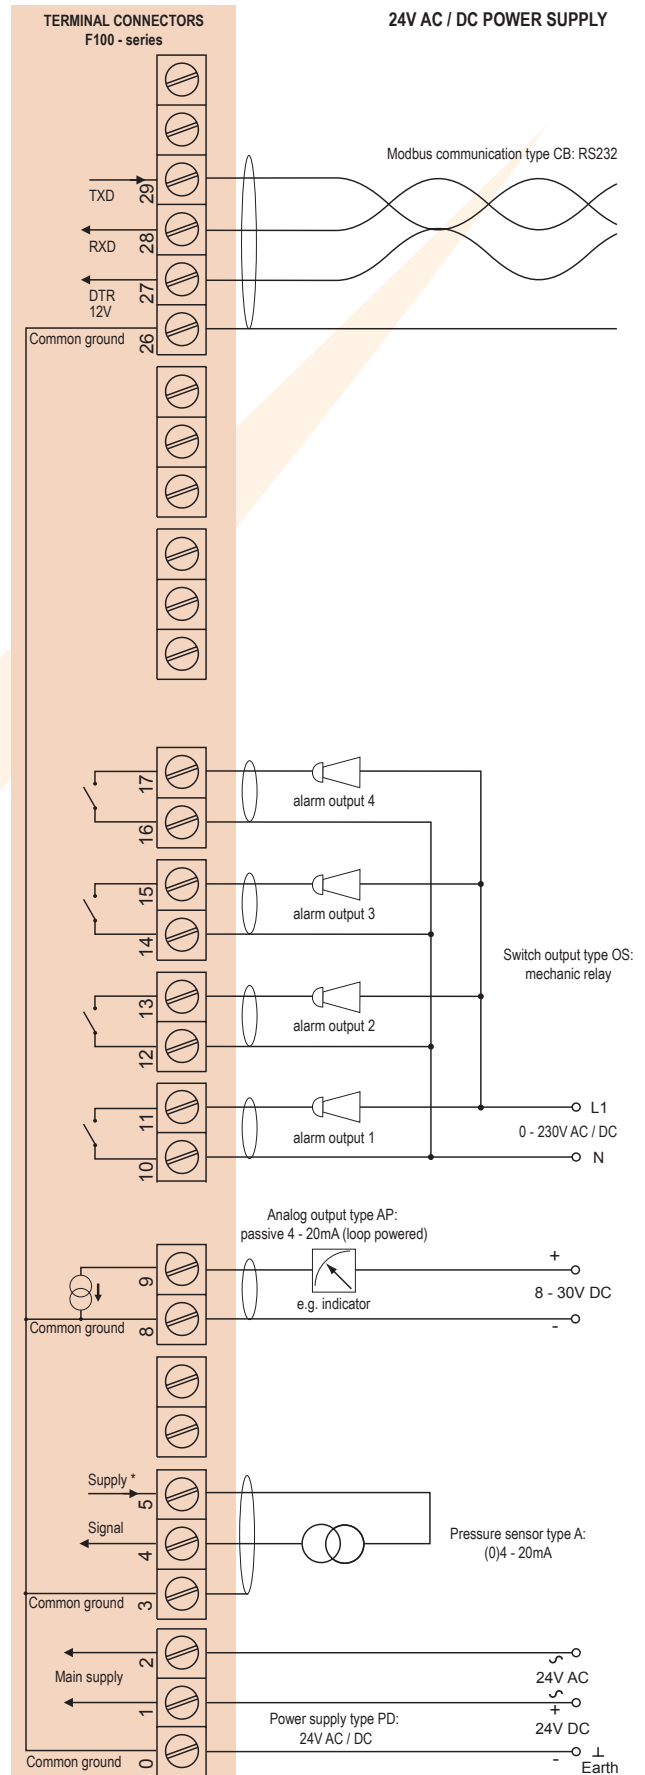 TERMINAL CONNECTORS
F100 - series
24V AC / DC POWER SUPPLY
Modbus communication type CB: RS232
29
TXD
28
RXD
27
DTR
12V
26
Common ground
17
alarm output 4
16
15
alarm output 3
14
Switch output type OS:
mechanic relay
13
alarm output 2
12
11
L1
alarm output 1
0 - 230V AC / DC
10
N
Analog output type AP:
passive 4 - 20mA (loop powered)
9
+
8 - 30V DC
e.g. indicator
8
Common ground
-
Supply *
5
Signal
4
Pressure sensor type A:
(0)4 - 20mA
3
Common ground
2
Main supply
24V AC
1
+
Power supply type PD:
24V AC / DC
24V DC
0
Common ground
-
Earth